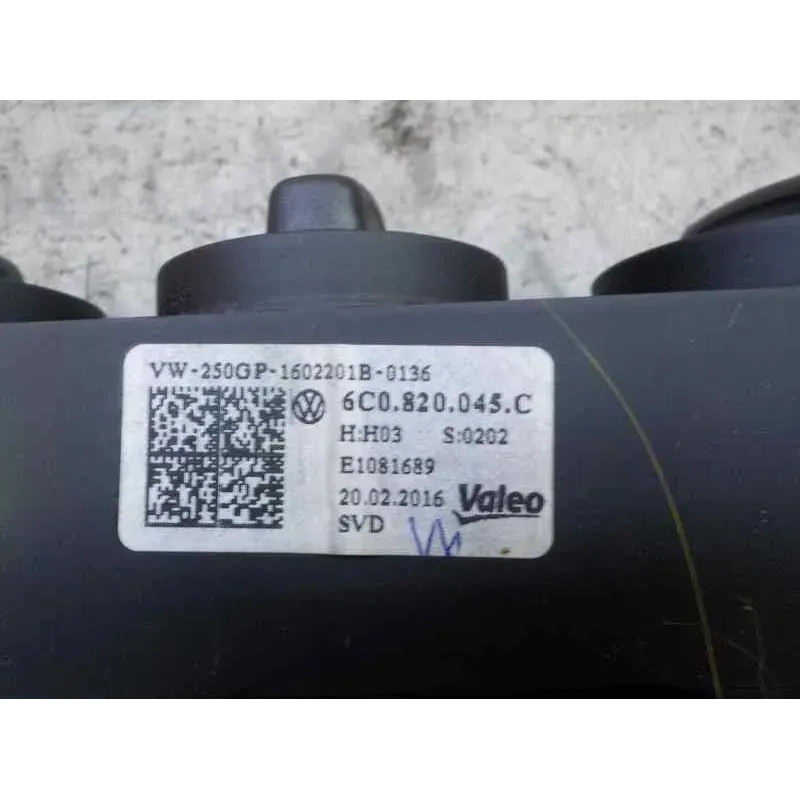 VW-250GP-1602201B-0136
6C0.820.045.C
H:H03 S:0202
E1081689
20.02.2016 Valeo
SVD